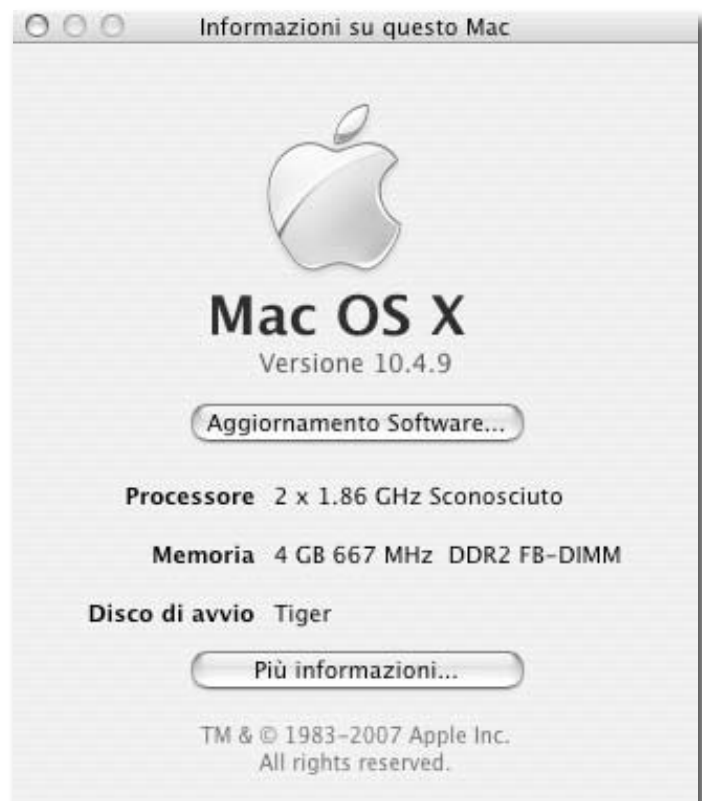 Informazioni su questo Mac
Mac OS X
Versione 10.4.9
Aggiornamento Software...
Processore 2 x 1.86 GHz Sconosciuto
Memoria 4 GB 667 MHz DDR2 FB-DIMM
Disco di avvio Tiger
Più informazioni...
TM & © 1983-2007 Apple Inc.
All rights reserved.